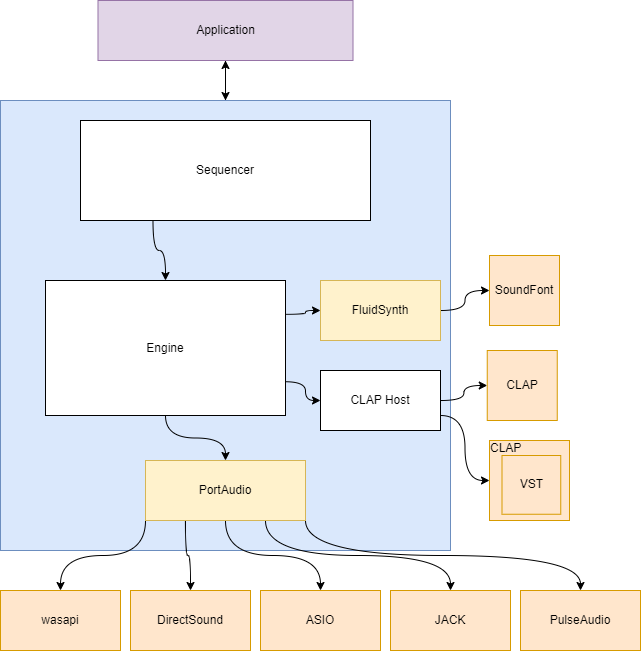 Application
Sequencer
SoundFont
FluidSynth
Engine
CLAP
CLAP Host
CLAP
VST
PortAudio
wasapi
DirectSound
ASIO
JACK
PulseAudio